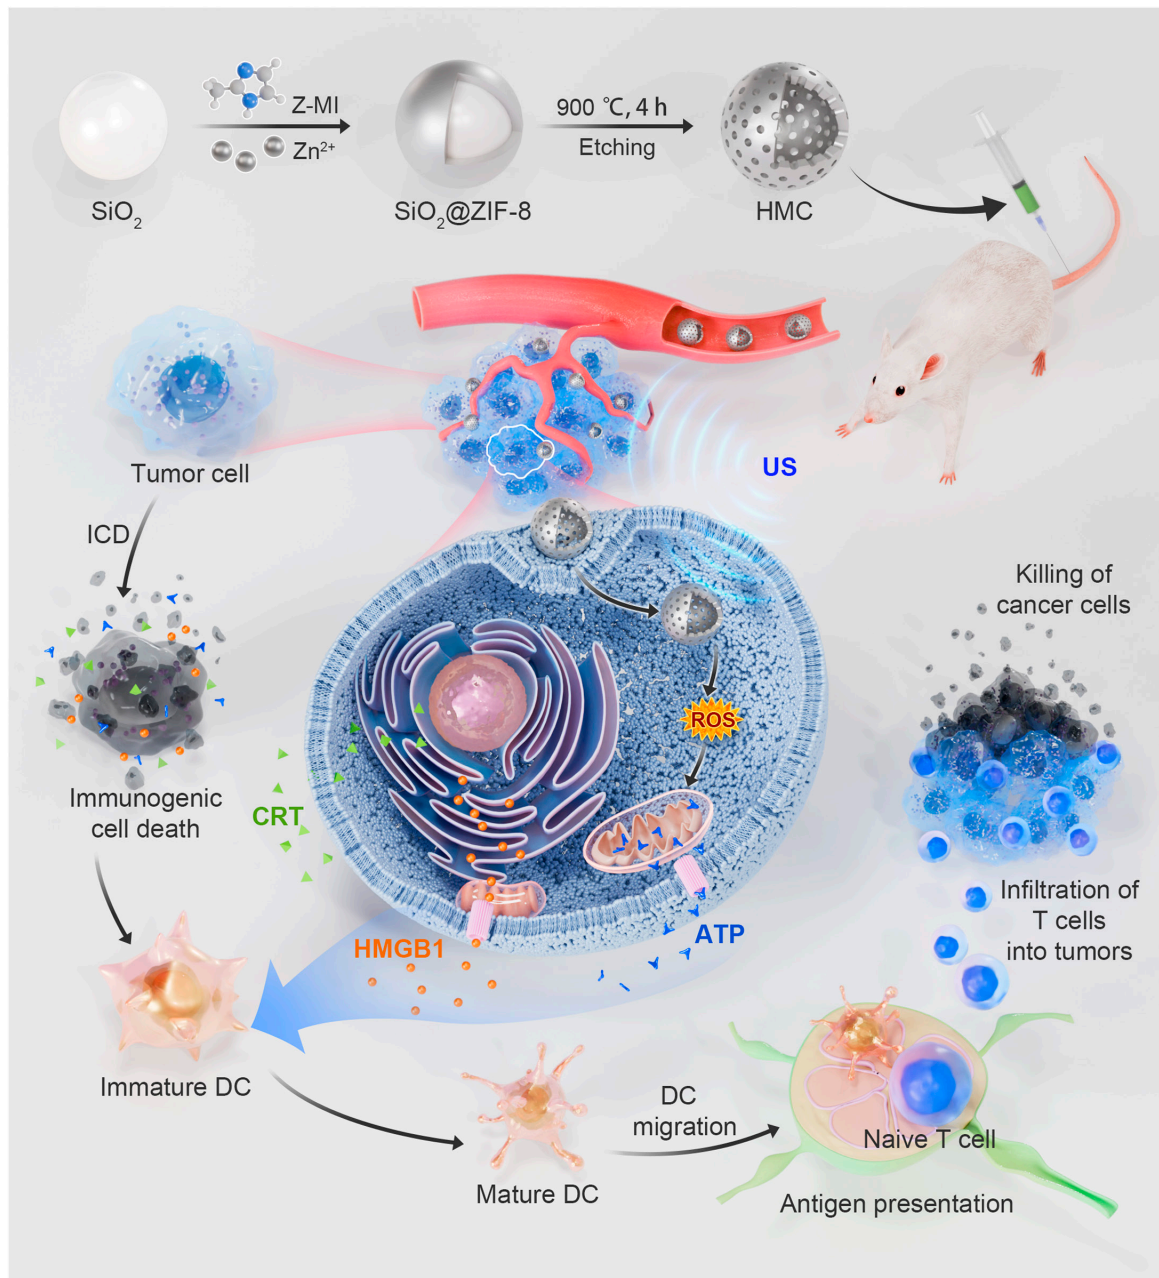 Z-MI
Zn²⁺
900 ℃, 4 h
Etching
SiO₂
SiO₂@ZIF-8
HMC
US
Tumor cell
ICD
Killing of
cancer cells
ROS
Immunogenic
cell death
CRT
Infiltration of
T cells
into tumors
HMGB1
ATP
Immature DC
DC
migration
Naive T cell
Mature DC
Antigen presentation